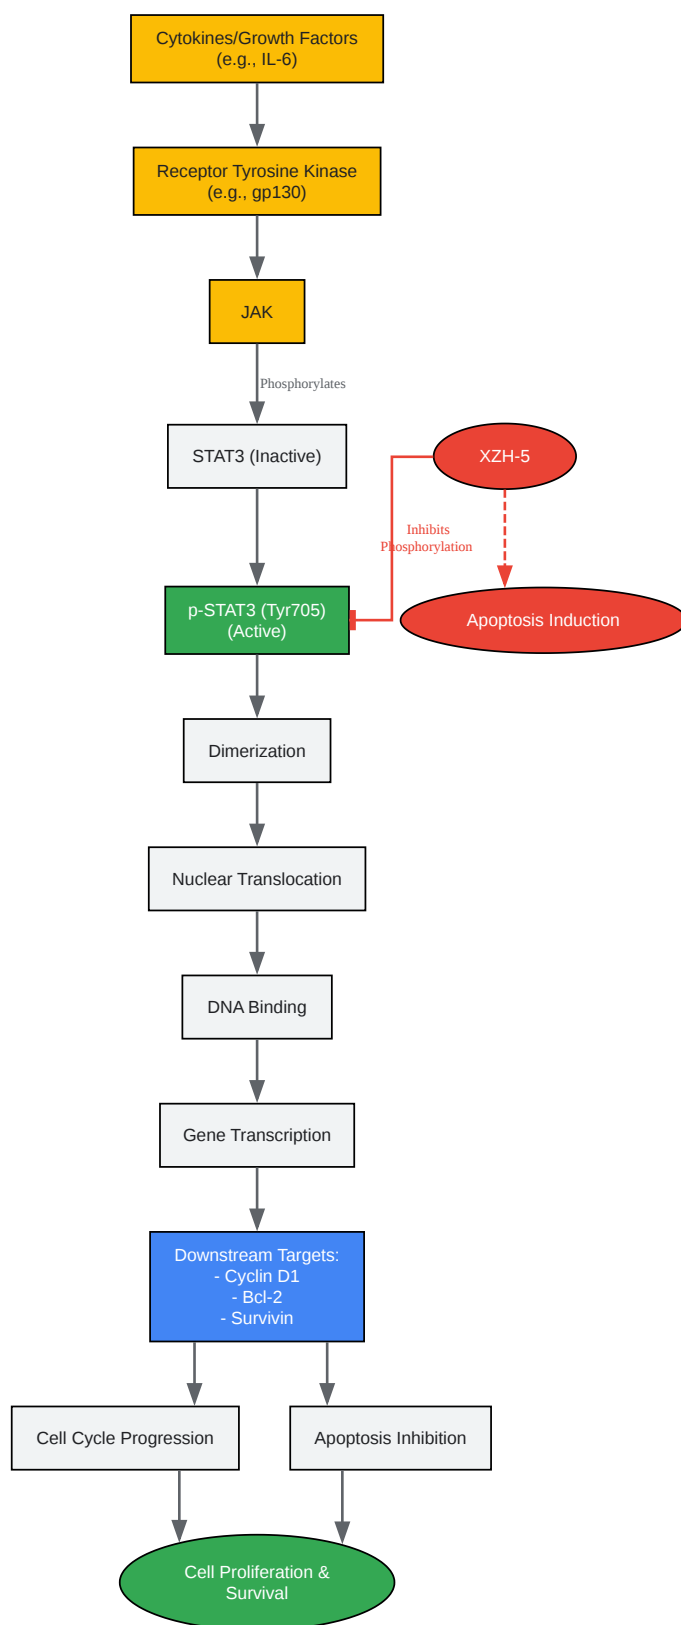 Cytokines/Growth Factors
(e.g., IL-6)
Receptor Tyrosine Kinase
(e.g., gp130)
JAK
Phosphorylates
STAT3 (Inactive)
XZH-5
Inhibits
Phosphorylation
p-STAT3 (Tyr705)
(Active)
Apoptosis Induction
Dimerization
Nuclear Translocation
DNA Binding
Gene Transcription
Downstream Targets:
- Cyclin D1
- Bcl-2
- Survivin
Cell Cycle Progression
Apoptosis Inhibition
Cell Proliferation &
Survival